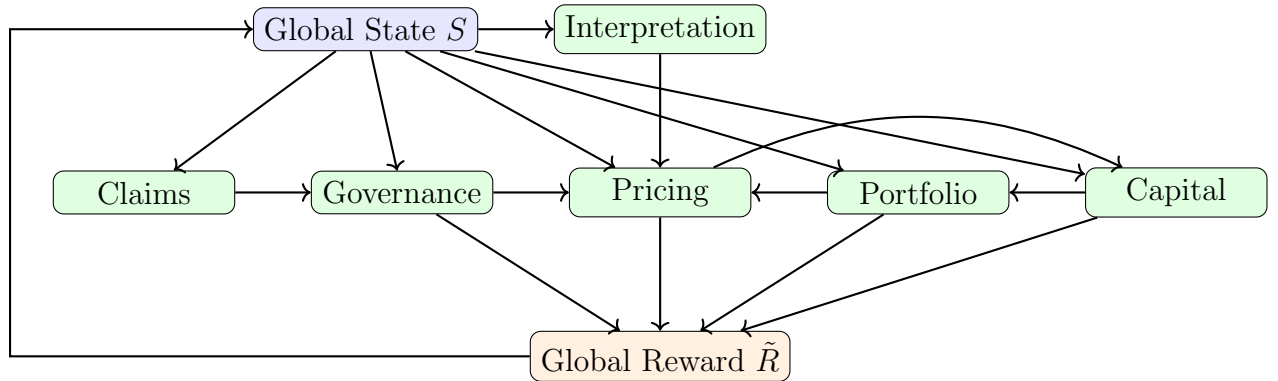 Global State S
Interpretation
Claims
Governance
Pricing
Portfolio
Capital
Global Reward R̃